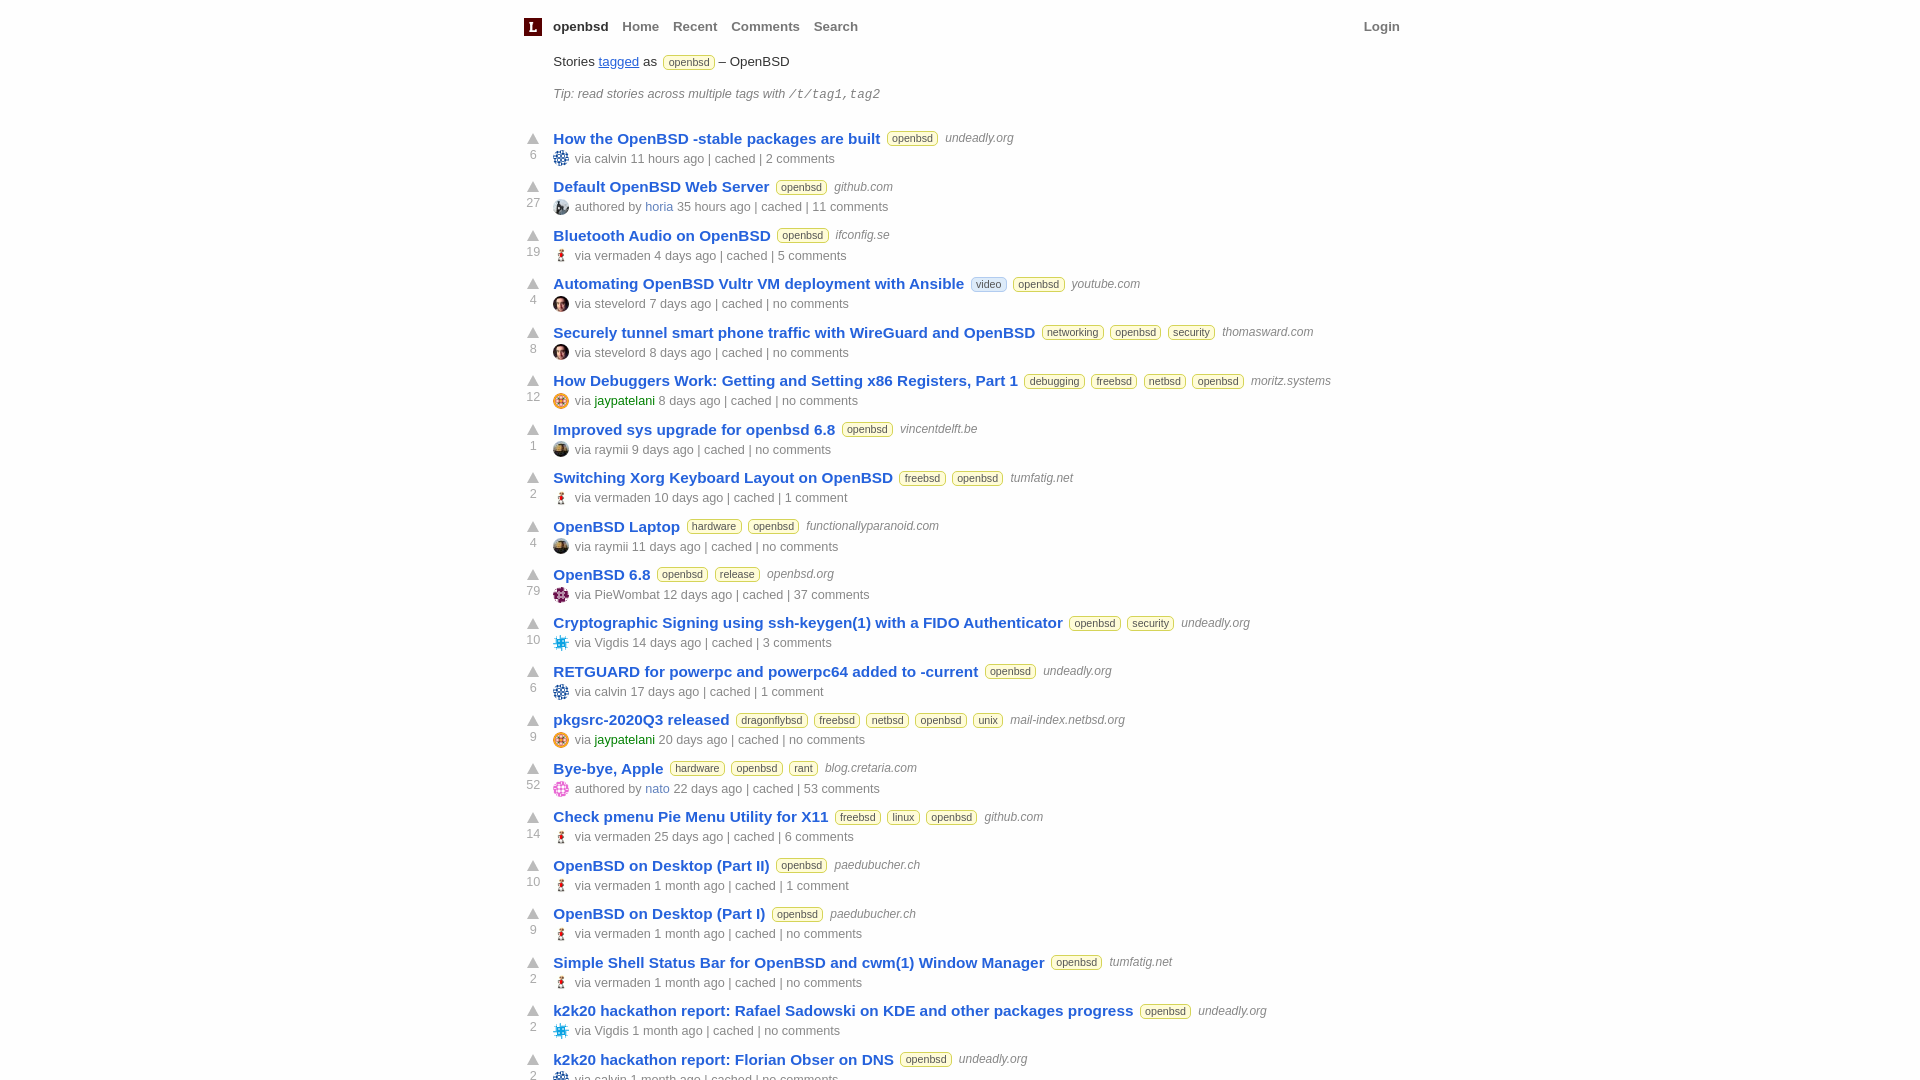 L openbsd Home Recent Comments Search Login
Stories tagged as openbsd – OpenBSD
Tip: read stories across multiple tags with /t/tag1,tag2
How the OpenBSD -stable packages are built openbsd undeadly.org
6 via calvin 11 hours ago | cached | 2 comments
Default OpenBSD Web Server openbsd github.com
27 authored by horia 35 hours ago | cached | 11 comments
Bluetooth Audio on OpenBSD openbsd ifconfig.se
19 via vermaden 4 days ago | cached | 5 comments
Automating OpenBSD Vultr VM deployment with Ansible video openbsd youtube.com
4 via stevelord 7 days ago | cached | no comments
Securely tunnel smart phone traffic with WireGuard and OpenBSD networking openbsd security thomasward.com
8 via stevelord 8 days ago | cached | no comments
How Debuggers Work: Getting and Setting x86 Registers, Part 1 debugging freebsd netbsd openbsd moritz.systems
12 via jaypatelani 8 days ago | cached | no comments
Improved sys upgrade for openbsd 6.8 openbsd vincentdelft.be
1 via raymii 9 days ago | cached | no comments
Switching Xorg Keyboard Layout on OpenBSD freebsd openbsd tumfatig.net
2 via vermaden 10 days ago | cached | 1 comment
OpenBSD Laptop hardware openbsd functionallyparanoid.com
4 via raymii 11 days ago | cached | no comments
OpenBSD 6.8 openbsd release openbsd.org
79 via PieWombat 12 days ago | cached | 37 comments
Cryptographic Signing using ssh-keygen(1) with a FIDO Authenticator openbsd security undeadly.org
10 via Vigdis 14 days ago | cached | 3 comments
RETGUARD for powerpc and powerpc64 added to -current openbsd undeadly.org
6 via calvin 17 days ago | cached | 1 comment
pkgsrc-2020Q3 released dragonflybsd freebsd netbsd openbsd unix mail-index.netbsd.org
9 via jaypatelani 20 days ago | cached | no comments
Bye-bye, Apple hardware openbsd rant blog.cretaria.com
52 authored by nato 22 days ago | cached | 53 comments
Check pmenu Pie Menu Utility for X11 freebsd linux openbsd github.com
14 via vermaden 25 days ago | cached | 6 comments
OpenBSD on Desktop (Part II) openbsd paedubucher.ch
10 via vermaden 1 month ago | cached | 1 comment
OpenBSD on Desktop (Part I) openbsd paedubucher.ch
9 via vermaden 1 month ago | cached | no comments
Simple Shell Status Bar for OpenBSD and cwm(1) Window Manager openbsd tumfatig.net
2 via vermaden 1 month ago | cached | no comments
k2k20 hackathon report: Rafael Sadowski on KDE and other packages progress openbsd undeadly.org
2 via Vigdis 1 month ago | cached | no comments
k2k20 hackathon report: Florian Obser on DNS openbsd undeadly.org
2 via calvin 1 month ago | cached | no comments